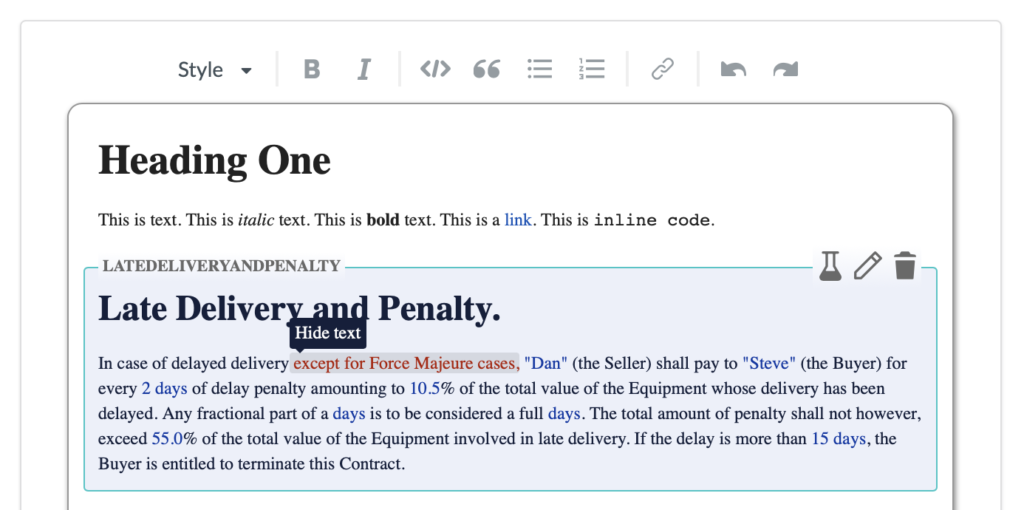 Style
Heading One
This is text. This is italic text. This is bold text. This is a link. This is inline code.
LATEDELIVERYANDPENALTY
Late Delivery and Penalty.
Hide text
In case of delayed delivery except for Force Majeure cases, "Dan" (the Seller) shall pay to "Steve" (the Buyer) for
every 2 days of delay penalty amounting to 10.5% of the total value of the Equipment whose delivery has been
delayed. Any fractional part of a days is to be considered a full days. The total amount of penalty shall not however,
exceed 55.0% of the total value of the Equipment involved in late delivery. If the delay is more than 15 days, the
Buyer is entitled to terminate this Contract.